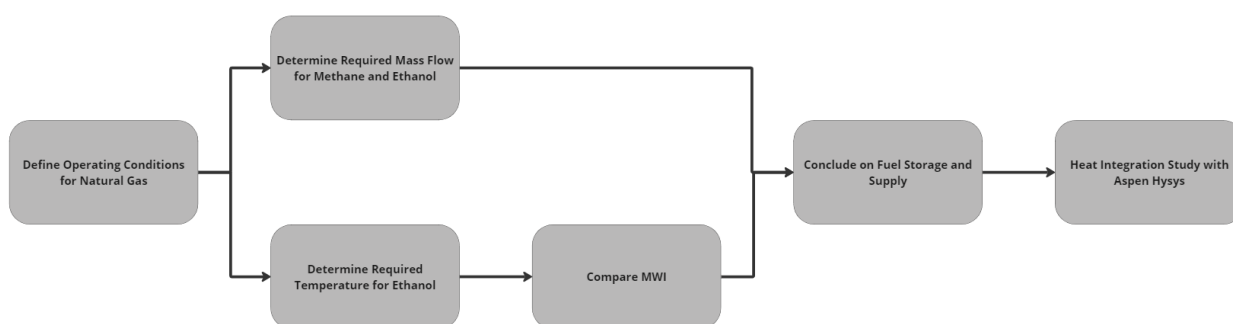 Determine Required Mass Flow
for Methane and Ethanol
Define Operating Conditions
for Natural Gas
Conclude on Fuel Storage and
Supply
Heat Integration Study with
Aspen Hysys
Determine Required
Temperature for Ethanol
Compare MWI